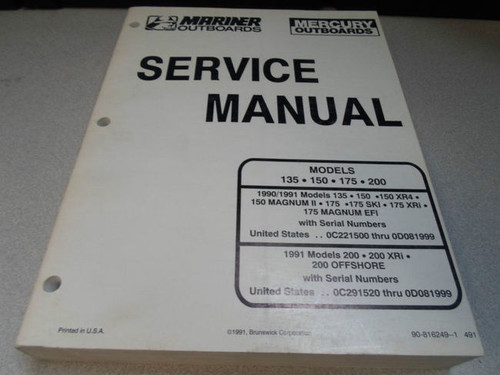 MARINER
OUTBOARDS
MERCURY
OUTBOARDS
SERVICE
MANUAL
MODELS
135 • 150 • 175 • 200
1990/1991 Models 135 • 150 •150 XR4 •
150 MAGNUM II • 175 •175 SKI • 175 XRi •
175 MAGNUM EFI
with Serial Numbers
United States . . 0C221500 thru 0D081999
1991 Models 200 • 200 XRi •
200 OFFSHORE
with Serial Numbers
United States . . 0C291520 thru 0D081999
Printed in U.S.A.
©1991, Brunswick Corporation
90-816249--1 491